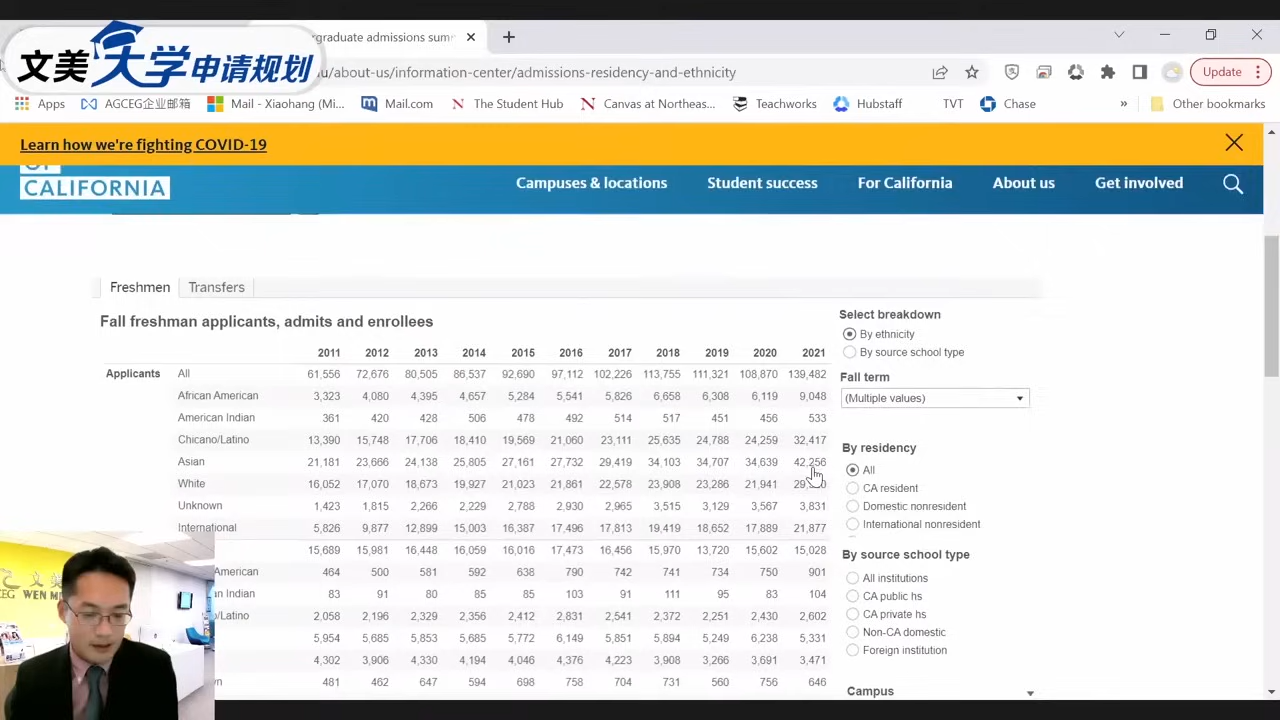 文美大学申请规划
rgraduate admissions sum
u/about-us/information-center/admissions-residency-and-ethnicity
Update
Apps AGCEG企业邮箱 Mail - Xiaohang (Mi... Mail.com The Student Hub Canvas at Northeas... Teachworks Hubstaff TVT Chase » Other bookmarks
Learn how we're fighting COVID-19
OF
CALIFORNIA
Campuses & locations Student success For California About us Get involved
Freshmen Transfers
Fall freshman applicants, admits and enrollees
2011 2012 2013 2014 2015 2016 2017 2018 2019 2020 2021
Applicants All 61,556 72,676 80,505 86,537 92,690 97,112 102,226 113,755 111,321 108,870 139,482
African American 3,323 4,080 4,395 4,657 5,284 5,541 5,826 6,658 6,308 6,119 9,048
American Indian 361 420 428 506 478 492 514 517 451 456 533
Chicano/Latino 13,390 15,748 17,706 18,410 19,569 21,060 23,111 25,635 24,788 24,259 32,417
Asian 21,181 23,666 24,138 25,805 27,161 27,732 29,419 34,103 34,707 34,639 42,256
White 16,052 17,070 18,673 19,927 21,023 21,861 22,578 23,908 23,286 21,941
Unknown 1,423 1,815 2,266 2,229 2,788 2,930 2,965 3,515 3,129 3,567 3,831
International 5,826 9,877 12,899 15,003 16,387 17,496 17,813 19,419 18,652 17,889 21,877
15,689 15,981 16,448 16,059 16,016 17,473 16,456 15,970 13,720 15,602 15,028
American 464 500 581 592 638 790 742 741 734 750 901
n Indian 83 91 80 85 85 103 91 111 95 83 104
/Latino 2,058 2,196 2,329 2,356 2,412 2,831 2,541 2,372 2,251 2,430 2,602
5,954 5,685 5,853 5,685 5,772 6,149 5,851 5,894 5,249 6,238 5,331
4,302 3,906 4,330 4,194 4,046 4,376 4,223 3,908 3,266 3,691 3,471
n 481 462 647 594 698 758 704 731 560 756 646
Select breakdown
By ethnicity
By source school type
Fall term
(Multiple values)
By residency
All
CA resident
Domestic nonresident
International nonresident
By source school type
All institutions
CA public hs
CA private hs
Non-CA domestic
Foreign institution
Campus
文美
WEN M